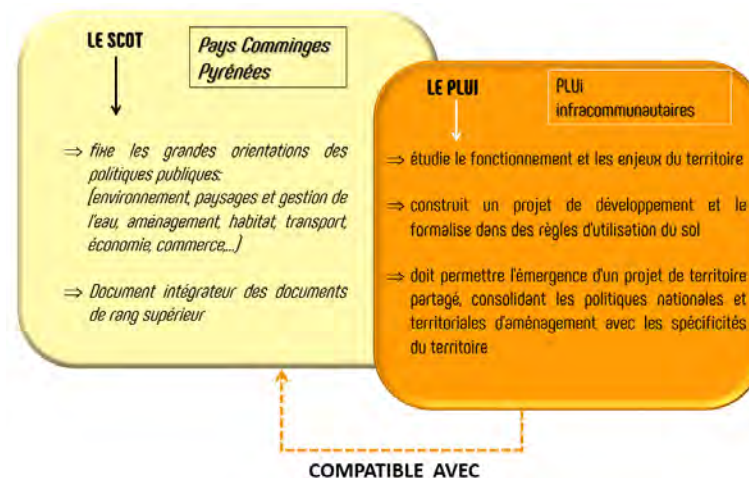 LE SCOT
Pays Comminges
Pyrénées
⇒ fixe les grandes orientations des
politiques publiques:
(environnement, paysages et gestion de
l'eau, aménagement, habitat, transport,
économie, commerce,...)
⇒ Document intégrateur des documents
de rang supérieur
LE PLUI
PLUi
infracommunautaires
⇒ étudie le fonctionnement et les enjeux du territoire
⇒ construit un projet de développement et le
formalise dans des règles d'utilisation du sol
⇒ doit permettre l'émergence d'un projet de territoire
partagé, consolidant les politiques nationales et
territoriales d'aménagement avec les spécificités
du territoire
COMPATIBLE AVEC